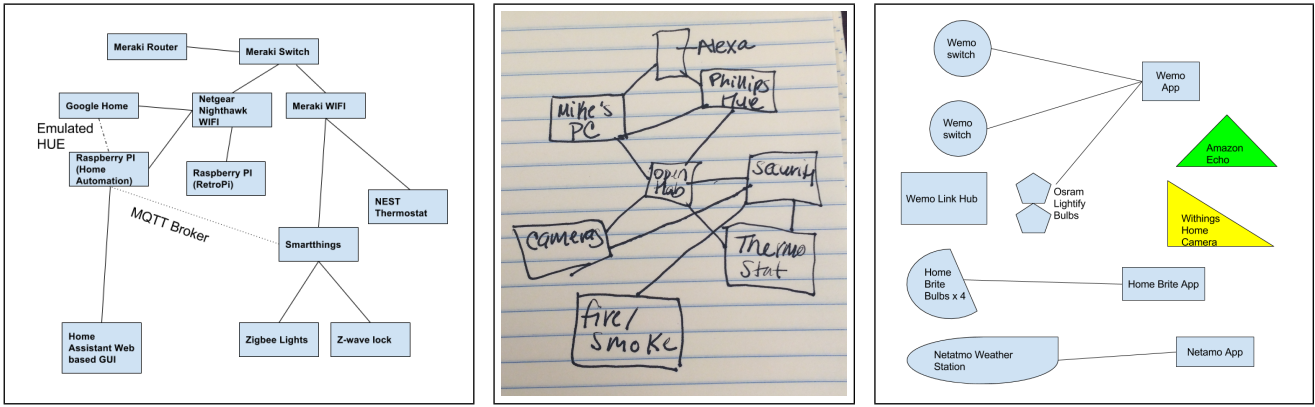 Meraki Router
Meraki Switch
Google Home
Netgear
Nighthawk
WIFI
Meraki WIFI
Emulated
HUE
Raspberry PI
(Home
Automation)
Raspberry PI
(RetroPi)
NEST
Thermostat
MQTT Broker
Smartthings
Home
Assistant Web
based GUI
Zigbee Lights
Z-wave lock
Alexa
Phillips
Hue
Mike's
PC
open
Hab
Cameras
Thermo
Stat
fire/
smoke
Wemo
switch
Wemo
App
Wemo
switch
Amazon
Echo
Wemo Link Hub
Osram
Lightify
Bulbs
Withings
Home
Camera
Home
Brite
Bulbs x 4
Home Brite App
Netatmo Weather
Station
Netamo App